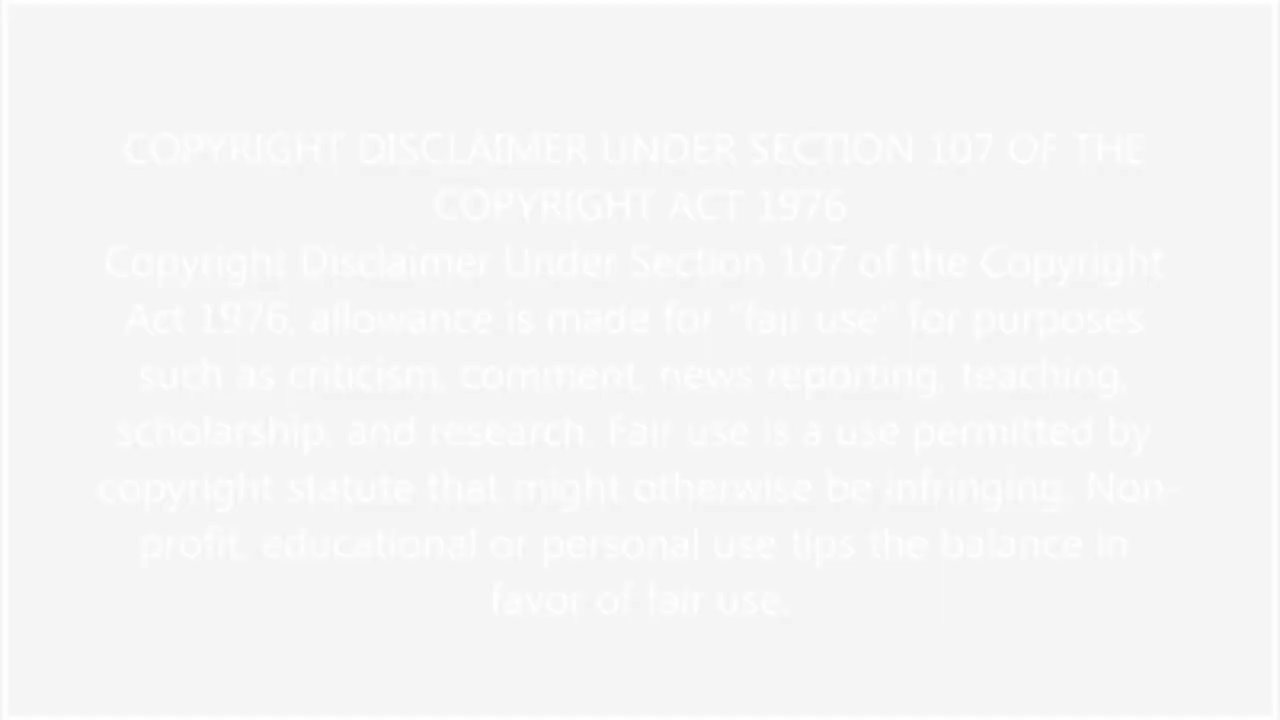 COPYRIGHT DISCLAIMER UNDER SECTION 107 OF THE
COPYRIGHT ACT 1976
Copyright Disclaimer Under Section 107 of the Copyright
Act 1976, allowance is made for "fair use" for purposes
such as criticism, comment, news reporting, teaching,
scholarship, and research. Fair use is a use permitted by
copyright statute that might otherwise be infringing. Non-
profit, educational or personal use tips the balance in
favor of fair use.